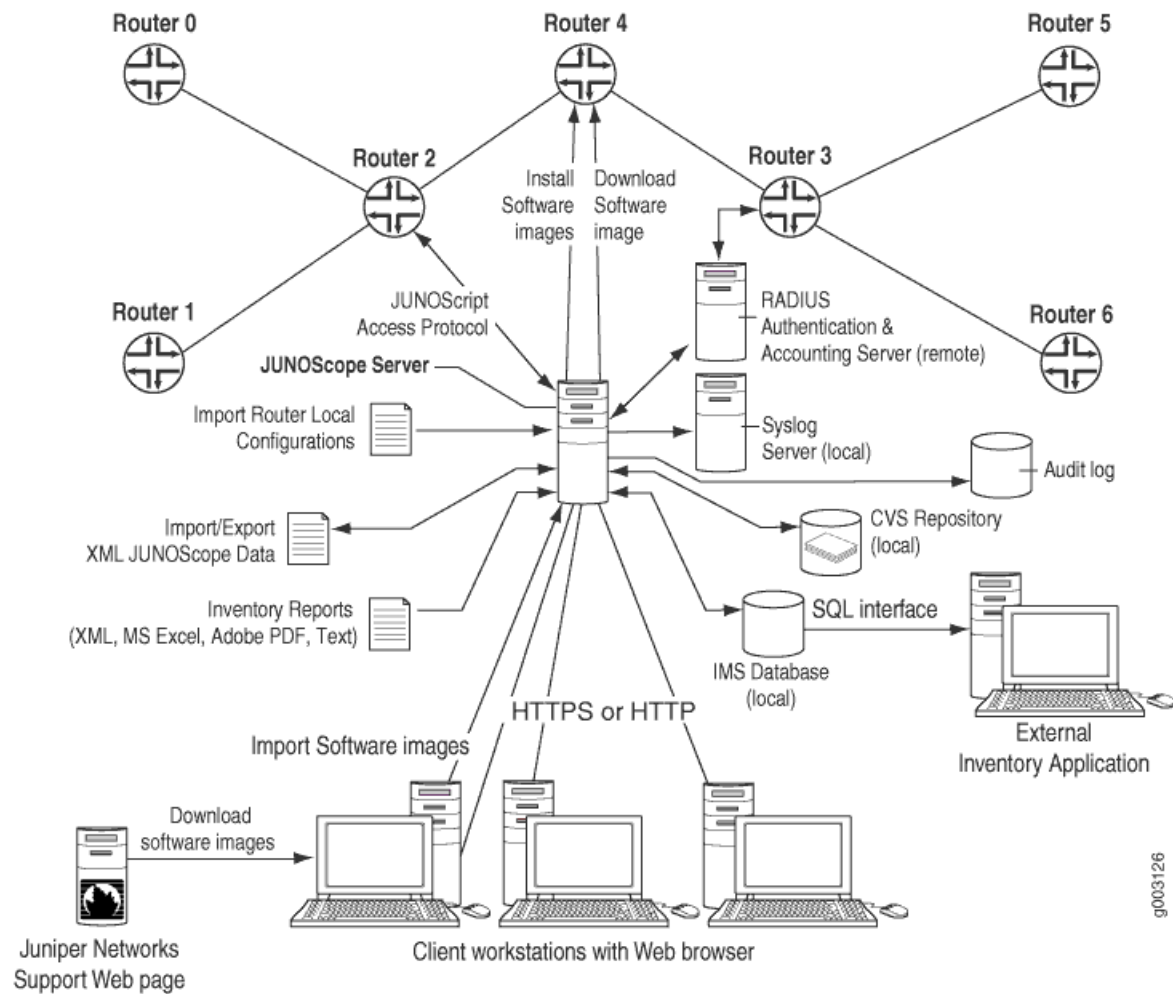 Router 0
Router 4
Router 5
Router 2
Router 3
Install
Software
images
Download
Software
image
Router 1
JUNOScript
Access Protocol
RADIUS
Authentication &
Accounting Server (remote)
Router 6
JUNOScope Server
Import Router Local
Configurations
Syslog
Server (local)
Audit log
Import/Export
XML JUNOScope Data
CVS Repository
(local)
Inventory Reports
(XML, MS Excel, Adobe PDF, Text)
SQL interface
IMS Database
(local)
HTTPS or HTTP
Import Software images
External
Inventory Application
Download
software images
Juniper Networks
Support Web page
Client workstations with Web browser
g003126